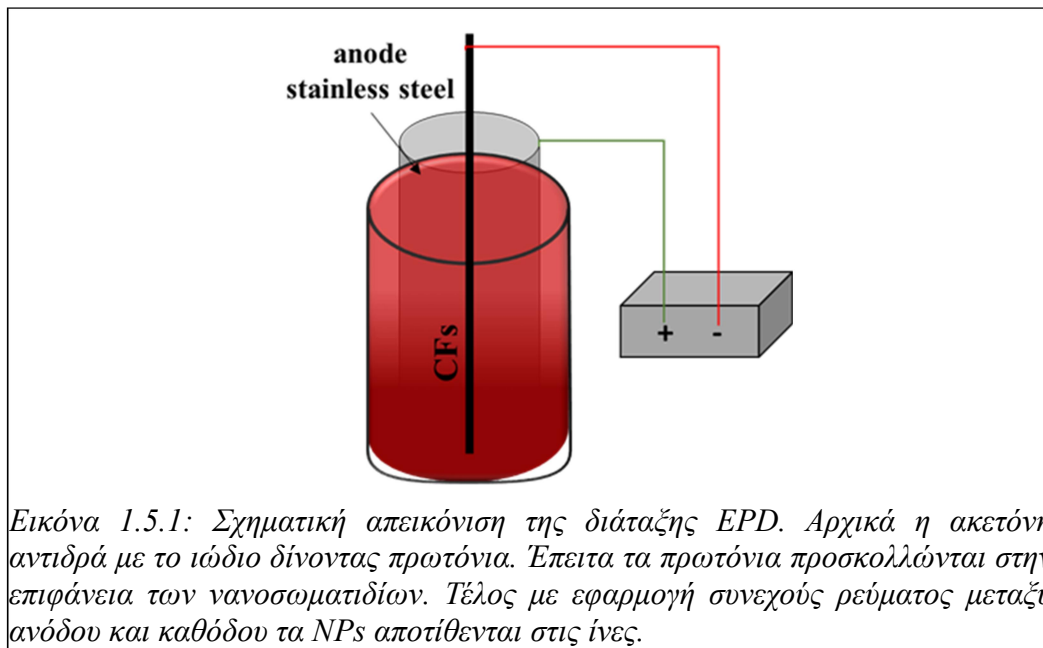 anode
stainless steel
CFs
+ -
Εικόνα 1.5.1: Σχηματική απεικόνιση της διάταξης EPD. Αρχικά η ακετόνη
αντιδρά με το ιώδιο δίνοντας πρωτόνια. Έπειτα τα πρωτόνια προσκολλώνται στην
επιφάνεια των νανοσωματιδίων. Τέλος με εφαρμογή συνεχούς ρεύματος μεταξύ
ανόδου και καθόδου τα NPs αποτίθενται στις ίνες.